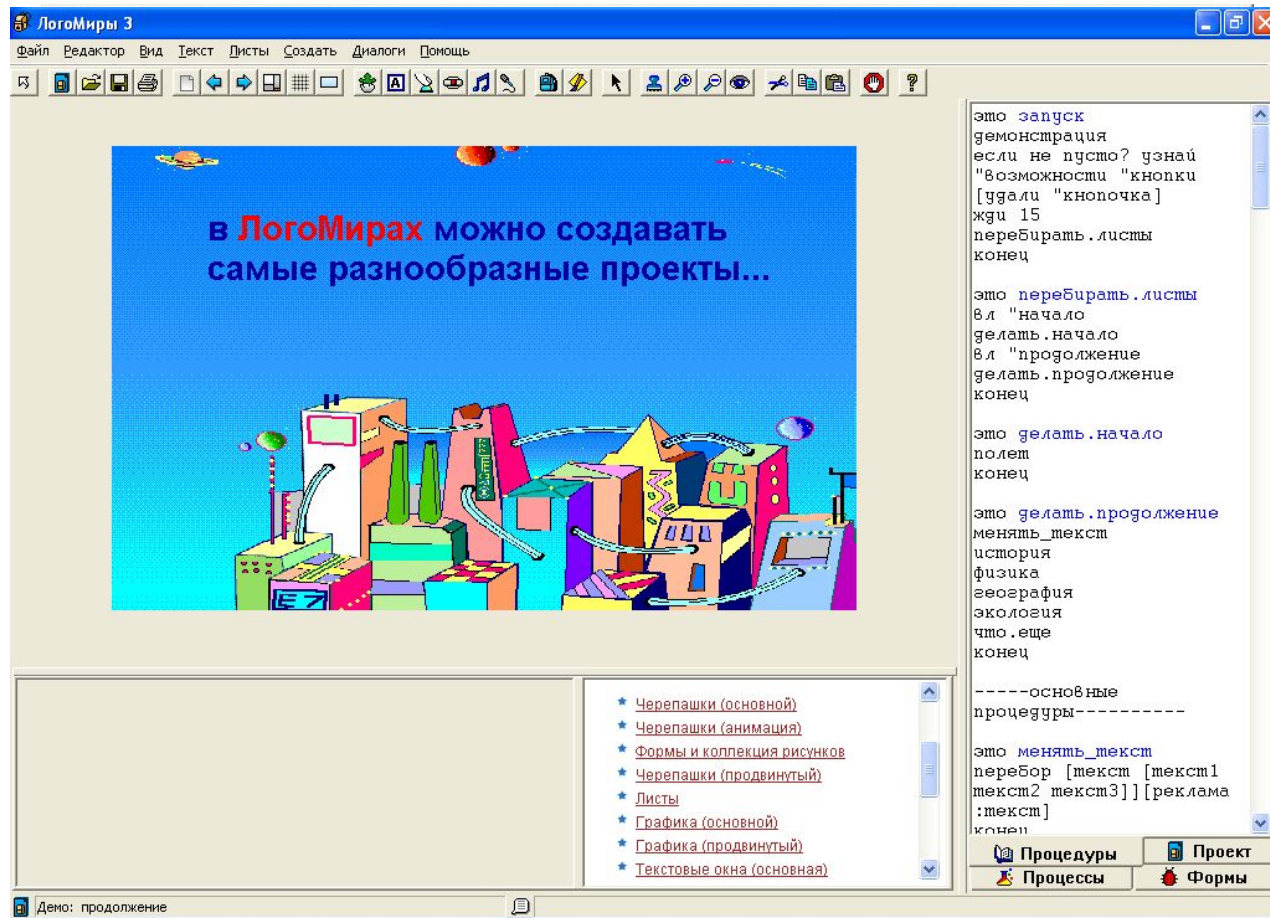 ЛогоМиры 3
Файл Редактор Вид Текст Листы Создать Диалоги Помощь
в ЛогоМирах можно создавать
самые разнообразные проекты...
это запуск
демонстрация
если не пусто? узнай
"возможности "кнопки
[удали "кнопочка]
жди 15
перебирать.листы
конец
это перебирать.листы
вл "начало
делать.начало
вл "продолжение
делать.продолжение
конец
это делать.начало
полет
конец
это делать.продолжение
менять_текст
история
физика
география
экология
что.еще
конец
-----основные
процедуры----------
это менять_текст
перебор [текст [текст1
текст2 текст3]][реклама
:текст]
конец
Черепашки (основной)
Черепашки (анимация)
Формы и коллекция рисунков
Черепашки (продвинутый)
Листы
Графика (основной)
Графика (продвинутый)
Текстовые окна (основная)
Процедуры Проект
Процессы Формы
Демо: продолжение